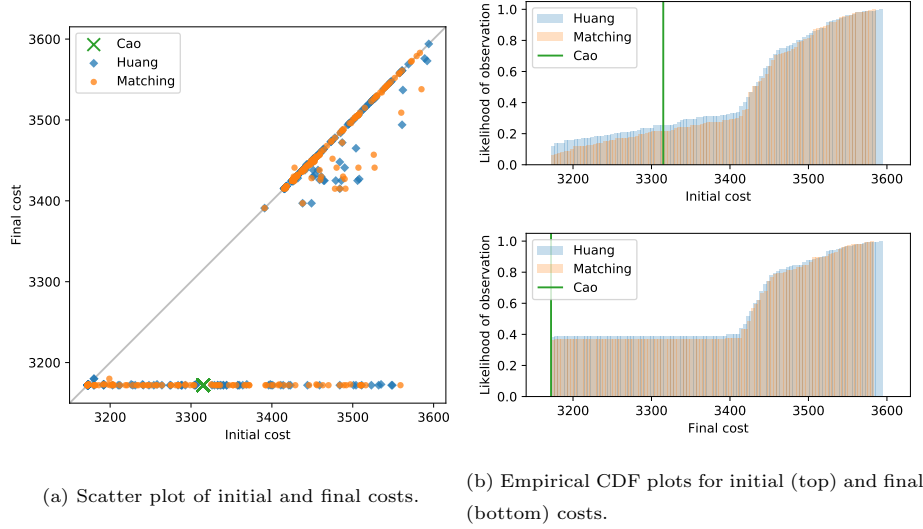 3600
3500
3400
3300
3200
3200
3300
3400
3500
3600
Final cost
Initial cost
Cao
Huang
Matching
(a) Scatter plot of initial and final costs.
1.0
0.8
0.6
0.4
0.2
0.0
Likelihood of observation
Huang
Matching
Cao
3200
3300
3400
3500
3600
Initial cost
1.0
0.8
0.6
0.4
0.2
0.0
Likelihood of observation
Huang
Matching
Cao
3200
3300
3400
3500
3600
Final cost
(b) Empirical CDF plots for initial (top) and final
(bottom) costs.